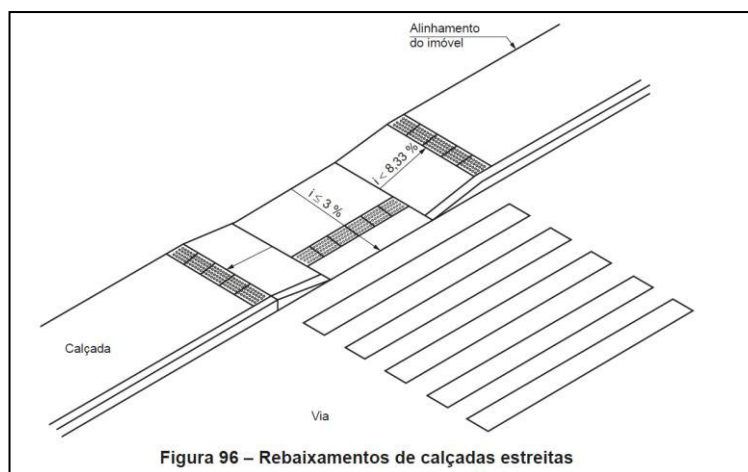 Alinhamento
do imóvel
i < 8,33 %
i ≤ 3 %
Calçada
Via
Figura 96 – Rebaixamentos de calçadas estreitas